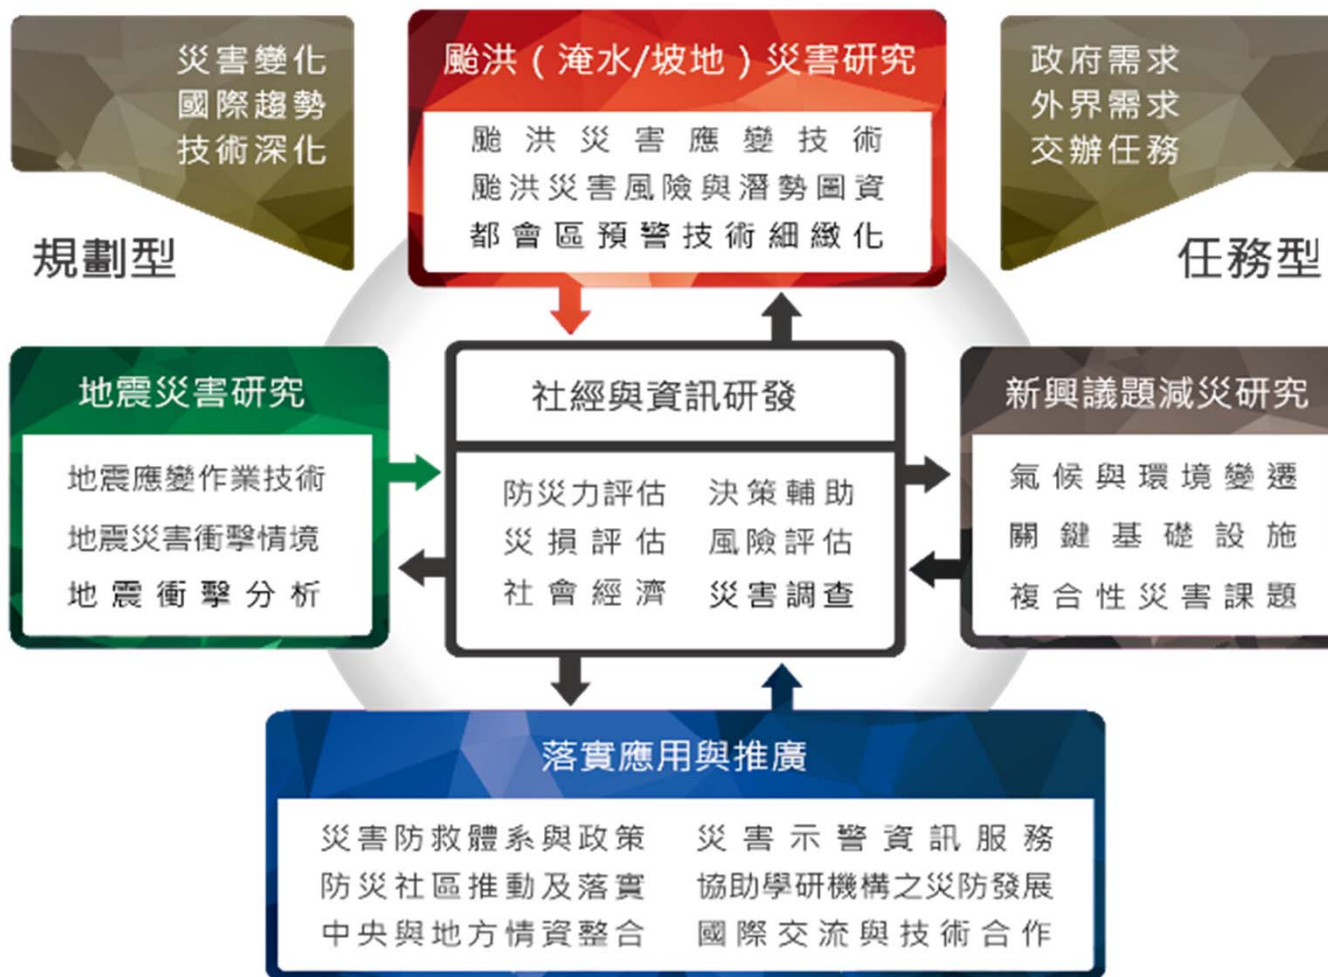 災害變化
國際趨勢
技術深化
規劃型
颱洪（淹水/坡地）災害研究
颱洪災害應變技術
颱洪災害風險與潛勢圖資
都會區預警技術細緻化
政府需求
外界需求
交辦任務
任務型
地震災害研究
地震應變作業技術
地震災害衝擊情境
地震衝擊分析
社經與資訊研發
防災力評估 決策輔助
災損評估 風險評估
社會經濟 災害調查
新興議題減災研究
氣候與環境變遷
關鍵基礎設施
複合性災害課題
落實應用與推廣
災害防救體系與政策 災害示警資訊服務
防災社區推動及落實 協助學研機構之災防發展
中央與地方情資整合 國際交流與技術合作